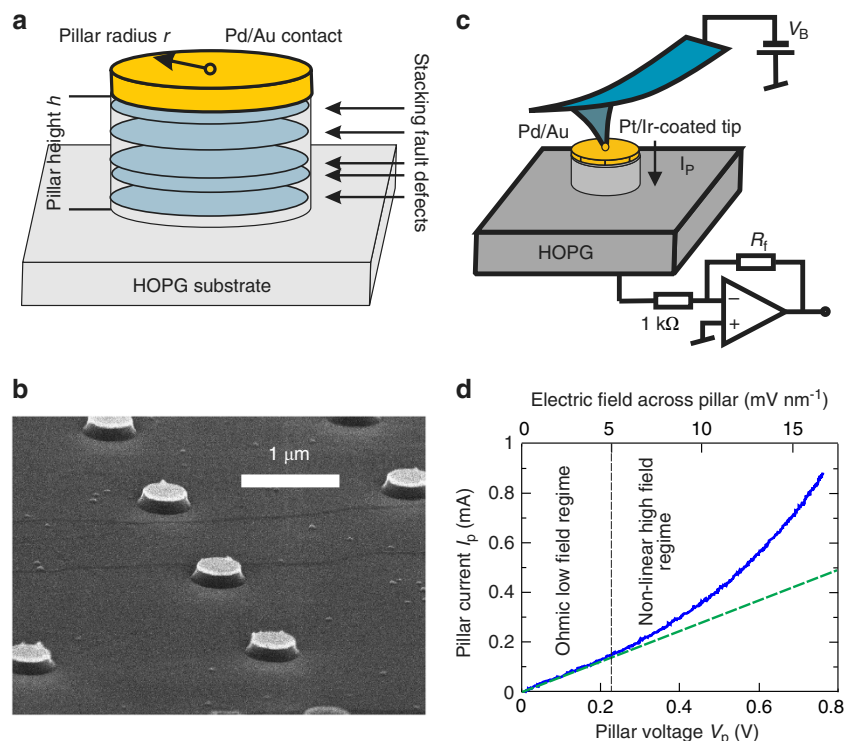 a
Pillar radius r
Pd/Au contact
Pillar height h
Stacking fault defects
HOPG substrate
b
1 μm
c
V_B
Pd/Au
Pt/Ir-coated tip
I_P
HOPG
R_f
1 kΩ
−
+
d
Electric field across pillar (mV nm⁻¹)
0 5 10 15
1
0.8
0.6
0.4
0.2
0
Pillar current I_p (mA)
Ohmic low field regime
Non-linear high field
regime
0 0.2 0.4 0.6 0.8
Pillar voltage V_p (V)